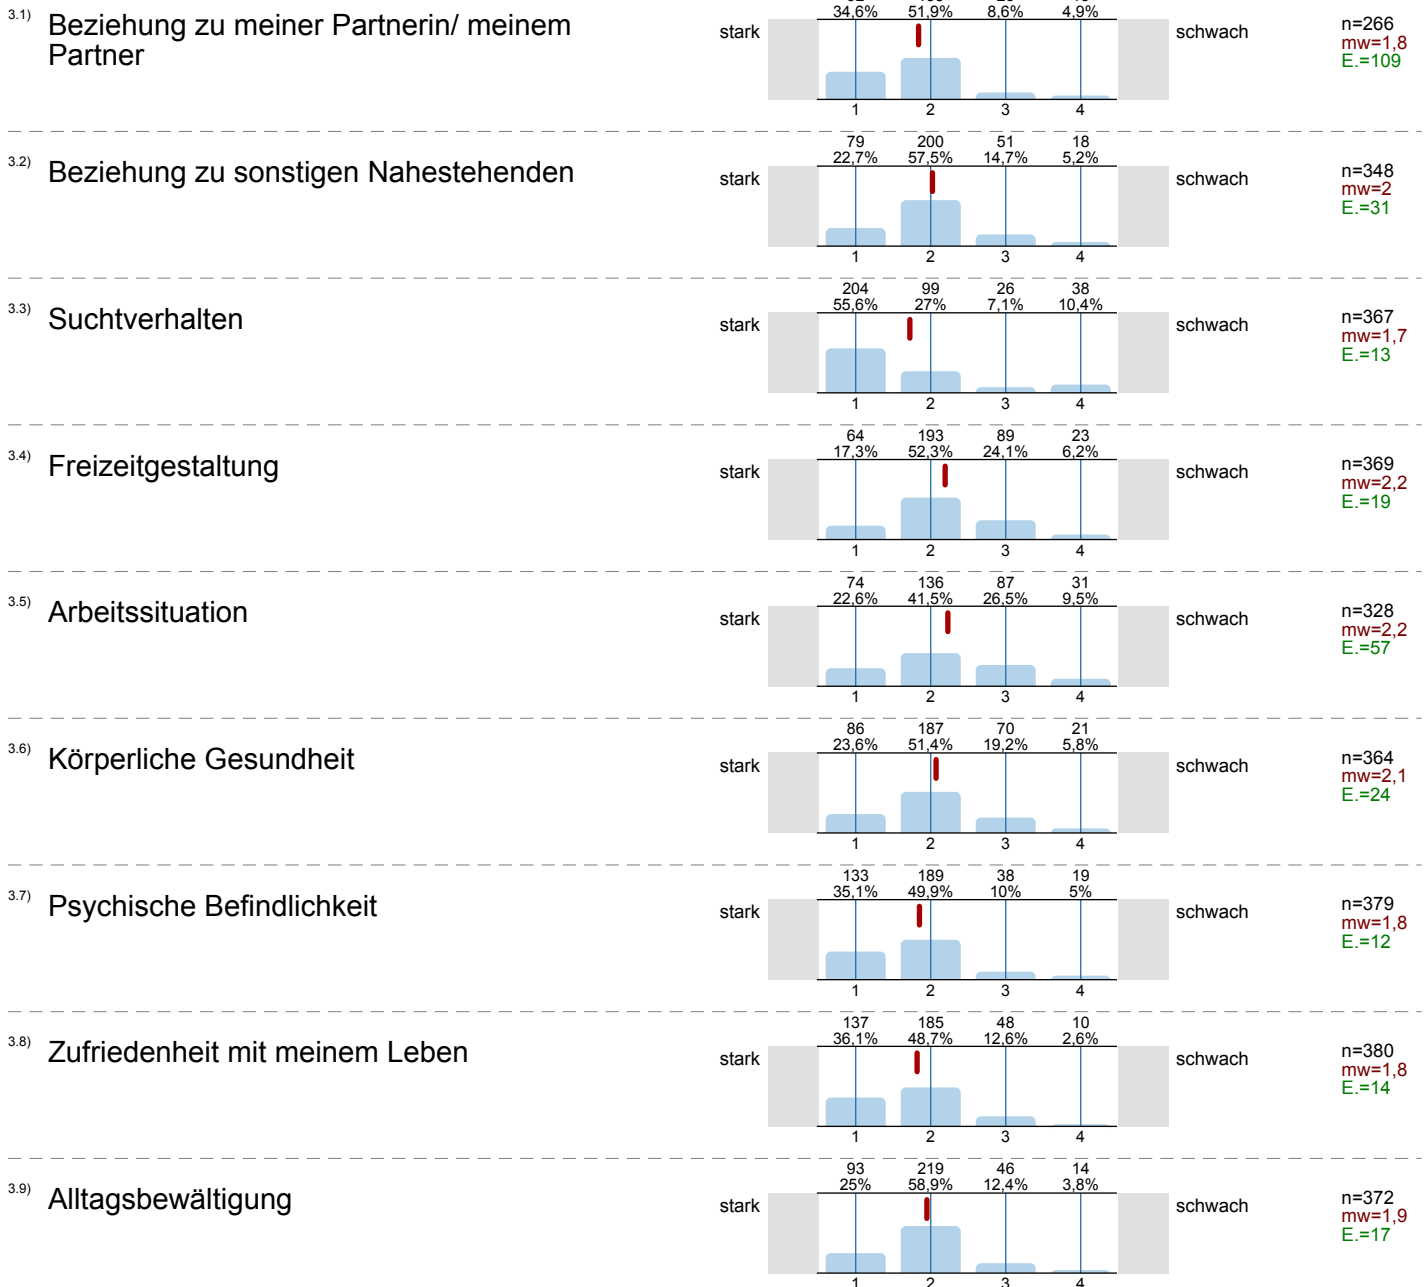 3.1) Beziehung zu meiner Partnerin/ meinem
Partner
34,6% 51,9% 8,6% 4,9%
stark schwach
1 2 3 4
n=266
mw=1,8
E.=109
3.2) Beziehung zu sonstigen Nahestehenden
79 200 51 18
22,7% 57,5% 14,7% 5,2%
stark schwach
1 2 3 4
n=348
mw=2
E.=31
3.3) Suchtverhalten
204 99 26 38
55,6% 27% 7,1% 10,4%
stark schwach
1 2 3 4
n=367
mw=1,7
E.=13
3.4) Freizeitgestaltung
64 193 89 23
17,3% 52,3% 24,1% 6,2%
stark schwach
1 2 3 4
n=369
mw=2,2
E.=19
3.5) Arbeitssituation
74 136 87 31
22,6% 41,5% 26,5% 9,5%
stark schwach
1 2 3 4
n=328
mw=2,2
E.=57
3.6) Körperliche Gesundheit
86 187 70 21
23,6% 51,4% 19,2% 5,8%
stark schwach
1 2 3 4
n=364
mw=2,1
E.=24
3.7) Psychische Befindlichkeit
133 189 38 19
35,1% 49,9% 10% 5%
stark schwach
1 2 3 4
n=379
mw=1,8
E.=12
3.8) Zufriedenheit mit meinem Leben
137 185 48 10
36,1% 48,7% 12,6% 2,6%
stark schwach
1 2 3 4
n=380
mw=1,8
E.=14
3.9) Alltagsbewältigung
93 219 46 14
25% 58,9% 12,4% 3,8%
stark schwach
1 2 3 4
n=372
mw=1,9
E.=17